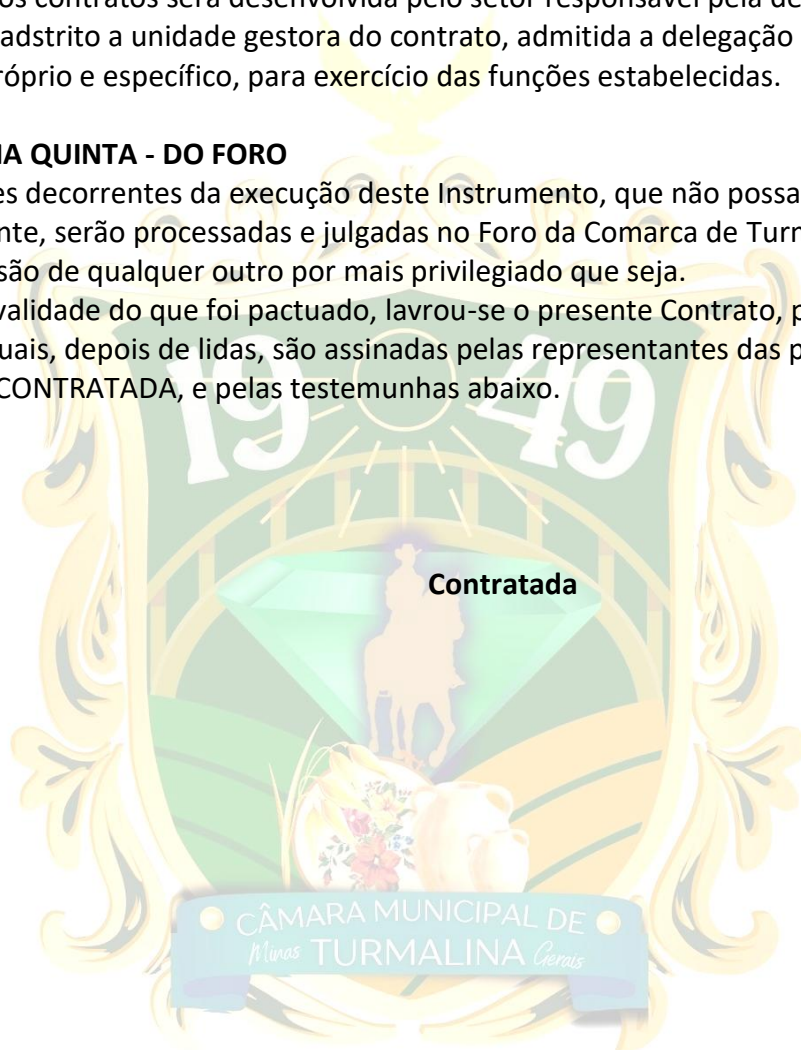 os contratos será desenvolvida pelo setor responsável pela de
adstrito a unidade gestora do contrato, admitida a delegação
róprio e específico, para exercício das funções estabelecidas.
IA QUINTA - DO FORO
es decorrentes da execução deste Instrumento, que não possa
nte, serão processadas e julgadas no Foro da Comarca de Turm
são de qualquer outro por mais privilegiado que seja.
validade do que foi pactuado, lavrou-se o presente Contrato, p
uais, depois de lidas, são assinadas pelas representantes das p
CONTRATADA, e pelas testemunhas abaixo.
19 49
Contratada
CÂMARA MUNICIPAL DE
Minas TURMALINA Gerais